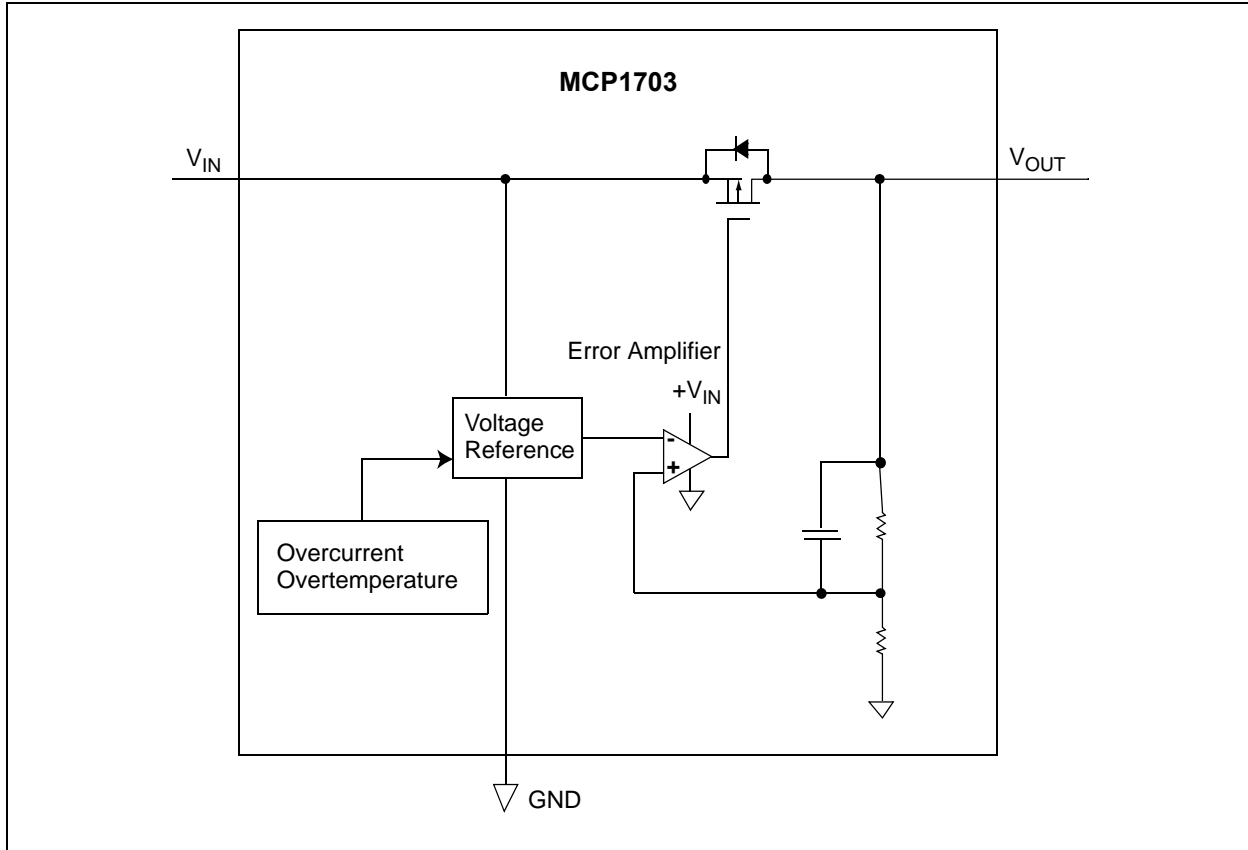 MCP1703
V_IN
V_OUT
Error Amplifier
+V_IN
Voltage
Reference
-
+
Overcurrent
Overtemperature
GND